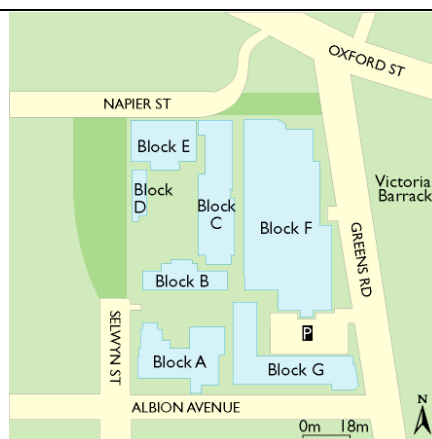 OXFORD ST
NAPIER ST
Block E
Victoria
Barrack
Block
D
Block
C
Block F
GREENS RD
Block B
SELWYN ST
P
Block A
Block G
ALBION AVENUE
N
0m 18m